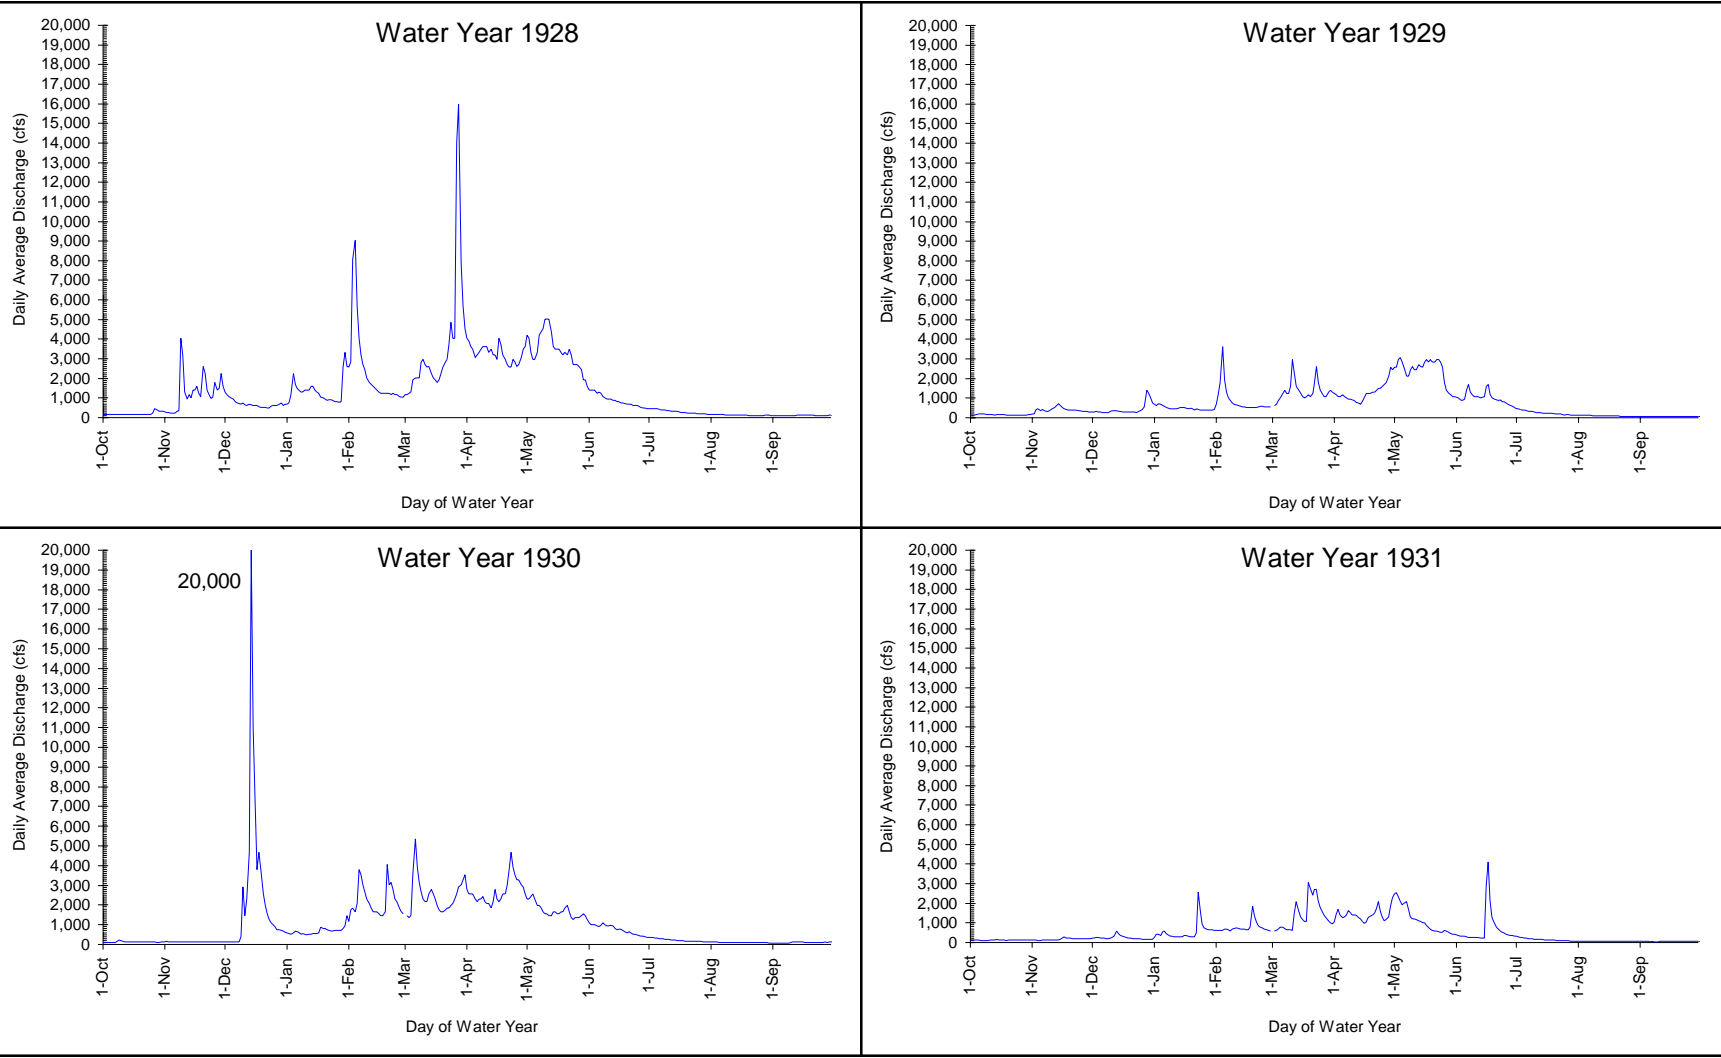 Water Year 1928
Daily Average Discharge (cfs)
20,000
19,000
18,000
17,000
16,000
15,000
14,000
13,000
12,000
11,000
10,000
9,000
8,000
7,000
6,000
5,000
4,000
3,000
2,000
1,000
0
1-Oct
1-Nov
1-Dec
1-Jan
1-Feb
1-Mar
1-Apr
1-May
1-Jun
1-Jul
1-Aug
1-Sep
Day of Water Year
Water Year 1929
Daily Average Discharge (cfs)
20,000
19,000
18,000
17,000
16,000
15,000
14,000
13,000
12,000
11,000
10,000
9,000
8,000
7,000
6,000
5,000
4,000
3,000
2,000
1,000
0
1-Oct
1-Nov
1-Dec
1-Jan
1-Feb
1-Mar
1-Apr
1-May
1-Jun
1-Jul
1-Aug
1-Sep
Day of Water Year
Water Year 1930
20,000
Daily Average Discharge (cfs)
20,000
19,000
18,000
17,000
16,000
15,000
14,000
13,000
12,000
11,000
10,000
9,000
8,000
7,000
6,000
5,000
4,000
3,000
2,000
1,000
0
1-Oct
1-Nov
1-Dec
1-Jan
1-Feb
1-Mar
1-Apr
1-May
1-Jun
1-Jul
1-Aug
1-Sep
Day of Water Year
Water Year 1931
Daily Average Discharge (cfs)
20,000
19,000
18,000
17,000
16,000
15,000
14,000
13,000
12,000
11,000
10,000
9,000
8,000
7,000
6,000
5,000
4,000
3,000
2,000
1,000
0
1-Oct
1-Nov
1-Dec
1-Jan
1-Feb
1-Mar
1-Apr
1-May
1-Jun
1-Jul
1-Aug
1-Sep
Day of Water Year